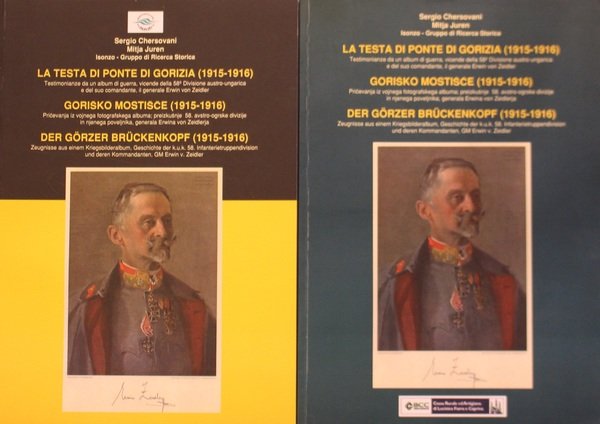 Sergio Chersovani
Mitja Juren
Isonzo - Gruppo di Ricerca Storica
LA TESTA DI PONTE DI GORIZIA (1915-1916)
Testimonianze da un album di guerra, vicende della 58ª Divisione austro-ungarica
e del suo comandante, il generale Erwin von Zeidler
GORISKO MOSTISCE (1915-1916)
Pričevanja iz vojnega fotografskega albuma; preizkušnje 58. avstro-ogrske divizije
in njenega poveljnika, generala Erwina von Zeidlerja
DER GÖRZER BRÜCKENKOPF (1915-1916)
Zeugnisse aus einem Kriegsbilderalbum, Geschichte der k.u.k. 58. Infanterietruppendivision
und deren Kommandanten, GM Erwin v. Zeidler
Sergio Chersovani
Mitja Juren
Isonzo - Gruppo di Ricerca Storica
LA TESTA DI PONTE DI GORIZIA (1915-1916)
Testimonianze da un album di guerra, vicende della 58ª Divisione austro-ungarica
e del suo comandante, il generale Erwin von Zeidler
GORISKO MOSTISCE (1915-1916)
Pričevanja iz vojnega fotografskega albuma; preizkušnje 58. avstro-ogrske divizije
in njenega poveljnika, generala Erwina von Zeidlerja
DER GÖRZER BRÜCKENKOPF (1915-1916)
Zeugnisse aus einem Kriegsbilderalbum, Geschichte der k.u.k. 58. Infanterietruppendivision
und deren Kommandanten, GM Erwin v. Zeidler
BCC
Cassa Rurale ed Artigiana
di Lucinico Farra e Capriva